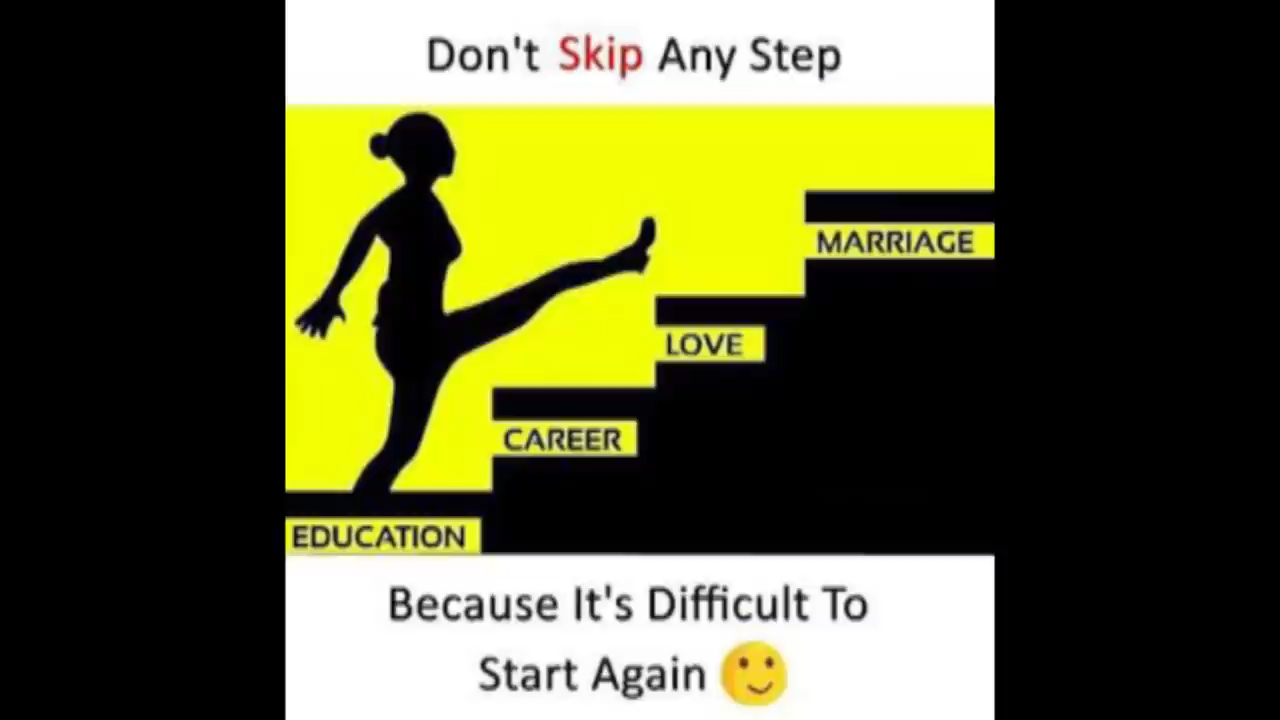 Don't Skip Any Step
MARRIAGE
LOVE
CAREER
EDUCATION
Because It's Difficult To
Start Again